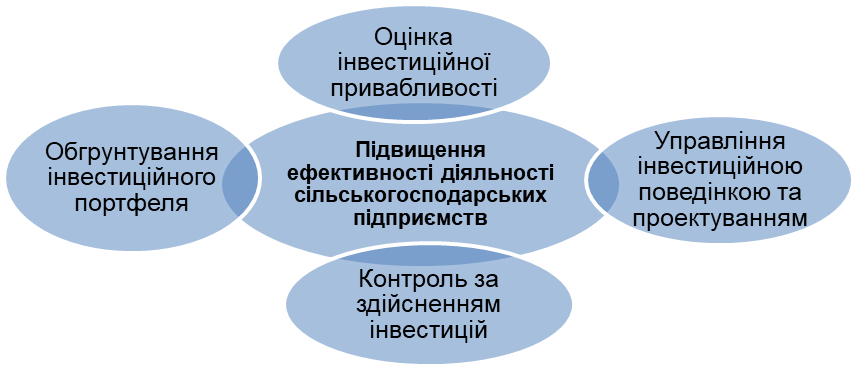 Оцінка
інвестиційної
привабливості
Обгрунтування
інвестиційного
портфеля
Підвищення
ефективності діяльності
сільськогосподарських
підприємств
Управління
інвестиційною
поведінкою та
проектуванням
Контроль за
здійсненням
інвестицій